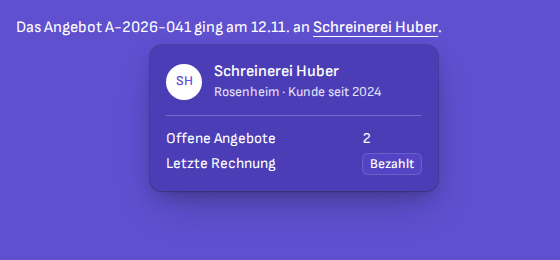 Das Angebot A-2026-041 ging am 12.11. an Schreinerei Huber.
SH
Schreinerei Huber
Rosenheim · Kunde seit 2024
Offene Angebote 2
Letzte Rechnung Bezahlt